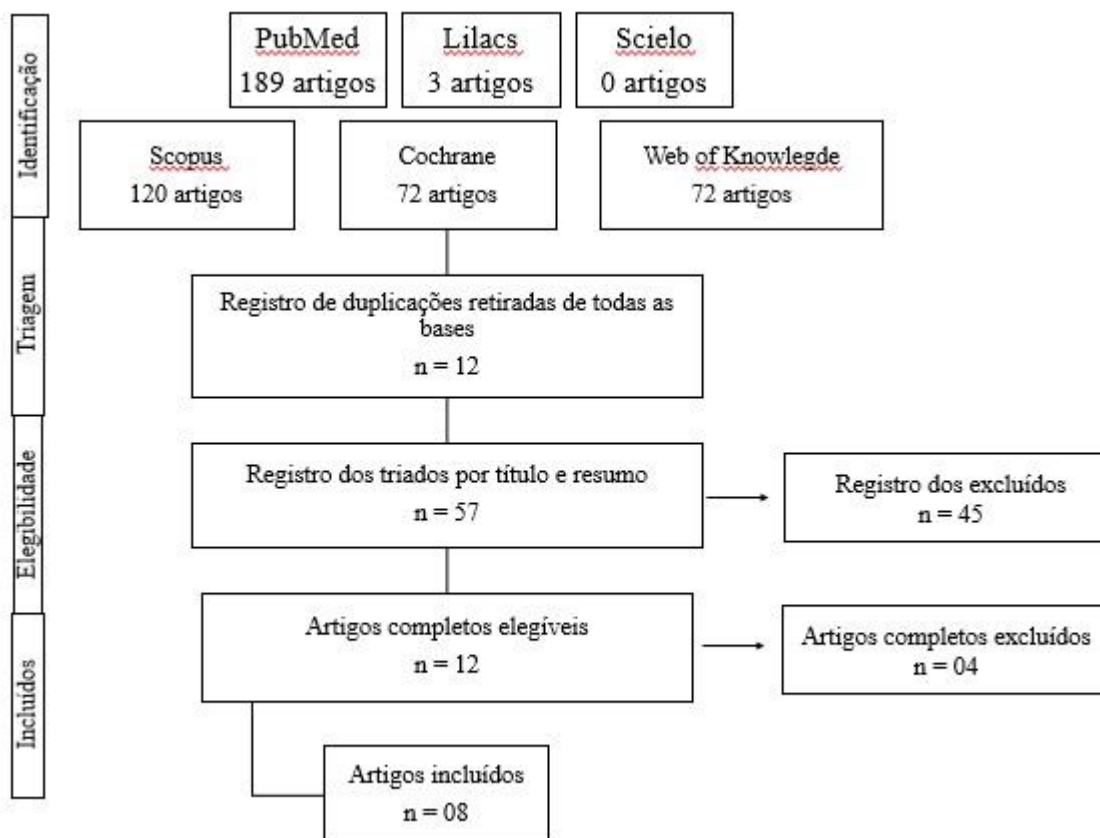 Identificação
PubMed
189 artigos
Lilacs
3 artigos
Scielo
0 artigos
Scopus
120 artigos
Cochrane
72 artigos
Web of Knowlegde
72 artigos
Triagem
Registro de duplicações retiradas de todas as
bases
n = 12
Elegibilidade
Registro dos triados por título e resumo
n = 57
Registro dos excluídos
n = 45
Artigos completos elegíveis
n = 12
Artigos completos excluídos
n = 04
Incluídos
Artigos incluídos
n = 08